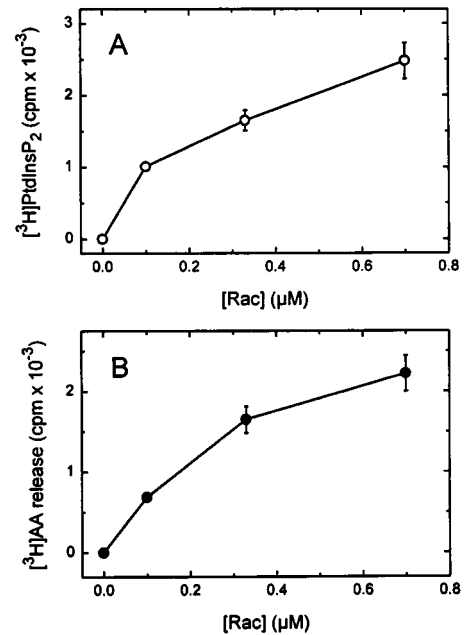 A
[³H]PtdInsP₂ (cpm x 10⁻³)
3
2
1
0
0.0 0.2 0.4 0.6 0.8
[Rac] (µM)
B
[³H]AA release (cpm x 10⁻³)
2
1
0
0.0 0.2 0.4 0.6 0.8
[Rac] (µM)